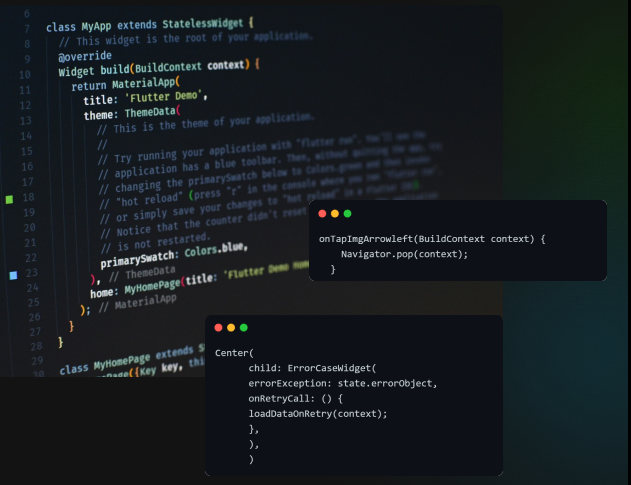 6
7 class MyApp extends StatelessWidget {
8 // This widget is the root of your application.
9 @override
10 Widget build(BuildContext context) {
11 return MaterialApp(
12 title: 'Flutter Demo',
13 theme: ThemeData(
14 // This is the theme of your application.
15 //
16 // Try running your application with "flutter run". You'll see the
17 // application has a blue toolbar. Then, without quitting the app, try
18 // changing the primarySwatch below to Colors.green and then invoke
19 // "hot reload" (press "r" in the console where you ran "flutter run",
20 // or simply save your changes to "hot reload" in a Flutter IDE).
21 // Notice that the counter didn't reset
22 // is not restarted.
23 primarySwatch: Colors.blue,
24 ), // ThemeData
25 home: MyHomePage(title: 'Flutter Demo Home
26 ); // MaterialApp
27 }
28 }
29
30 class MyHomePage extends
({Key key, thi
onTapImgArrowleft(BuildContext context) {
Navigator.pop(context);
}
Center(
child: ErrorCaseWidget(
errorException: state.errorObject,
onRetryCall: () {
loadDataOnRetry(context);
},
),
)